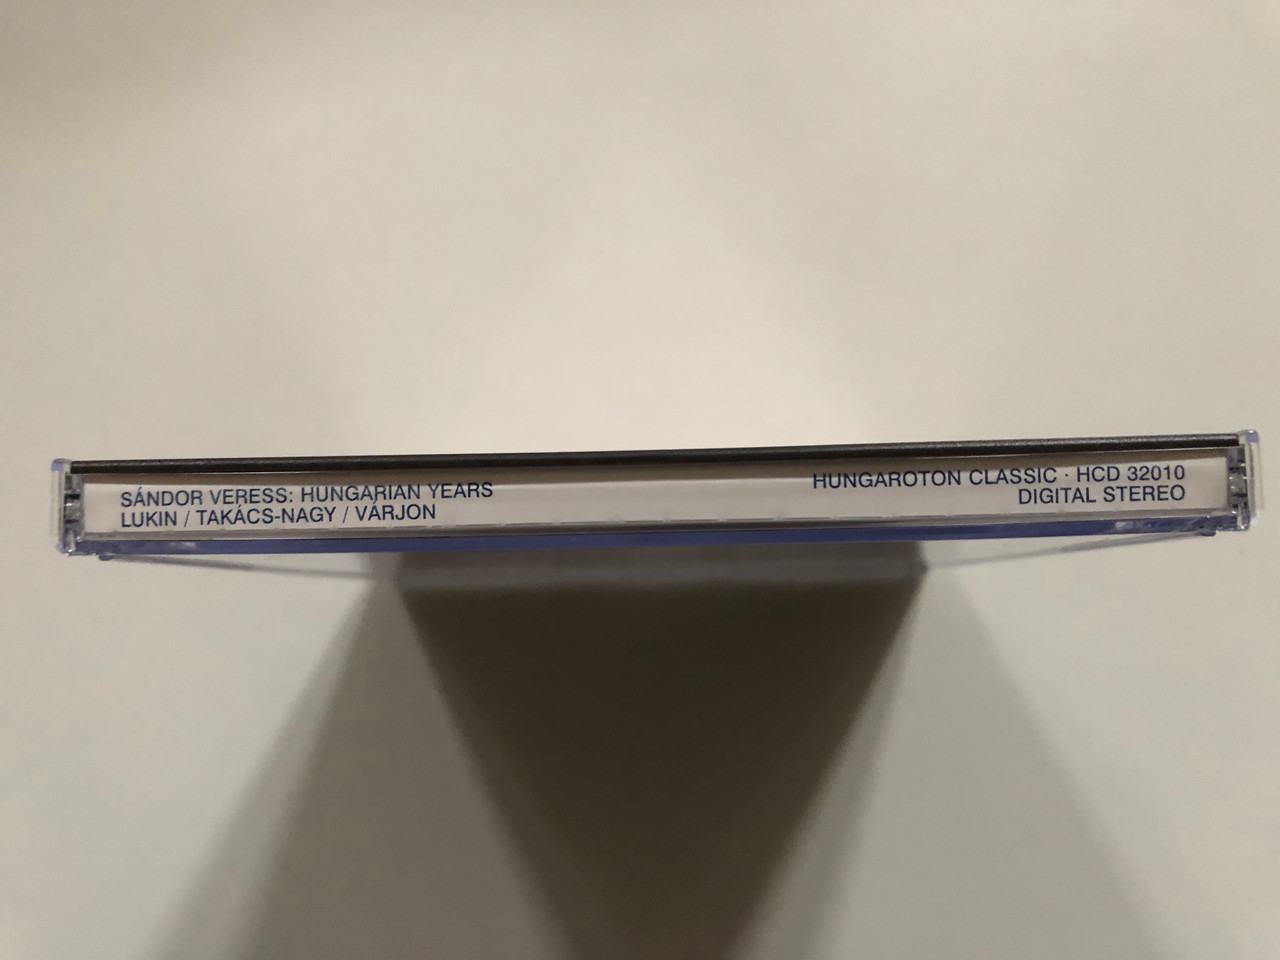 SÁNDOR VERESS: HUNGARIAN YEARS
LUKIN / TAKÁCS-NAGY / VÁRJON
HUNGAROTON CLASSIC · HCD 32010
DIGITAL STEREO